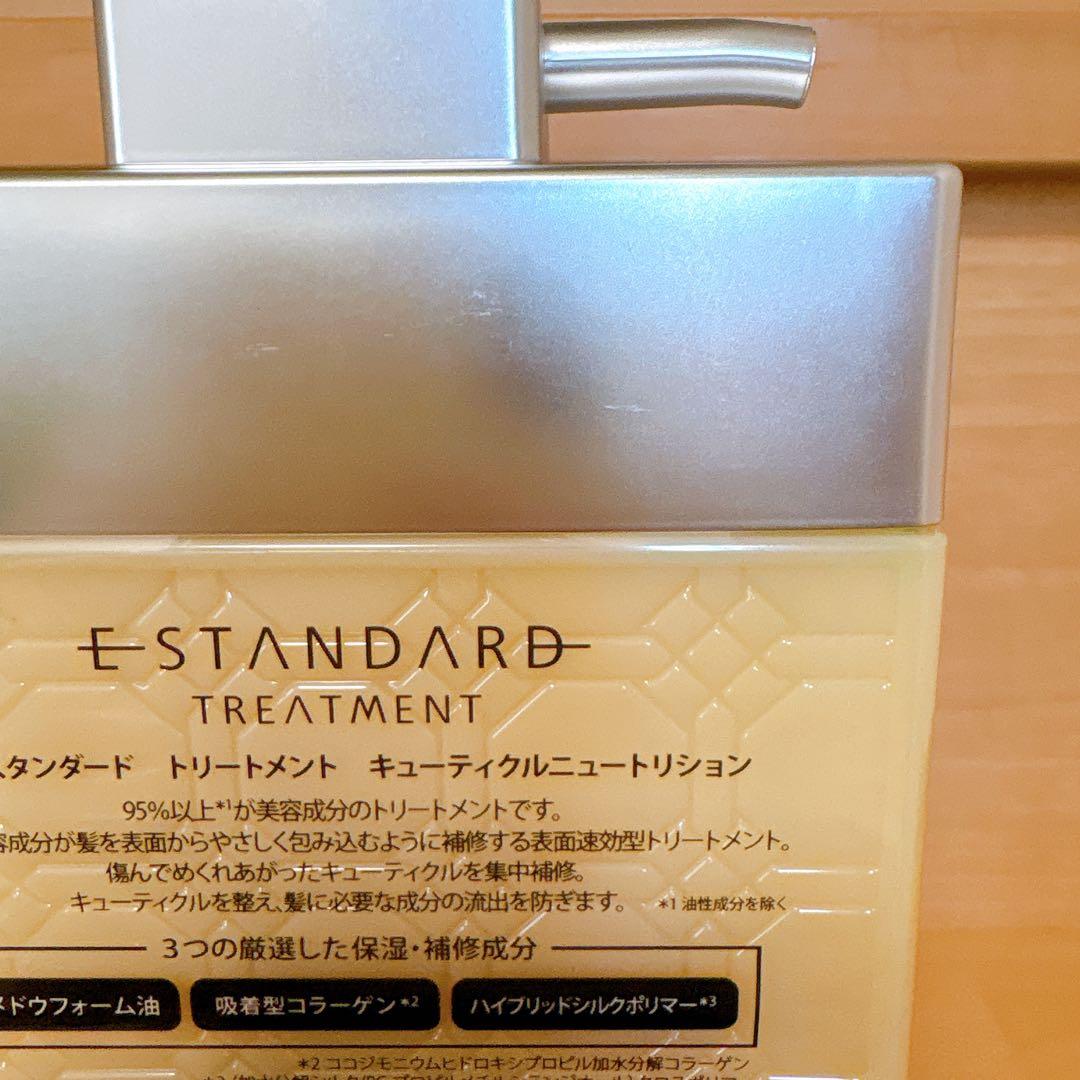 E STANDARD
TREATMENT
スタンダード　トリートメント　キューティクルニュートリション
95%以上*1が美容成分のトリートメントです。
容成分が髪を表面からやさしく包み込むように補修する表面速効型トリートメント。
傷んでめくれあがったキューティクルを集中補修。
キューティクルを整え、髪に必要な成分の流出を防ぎます。 *1 油性成分を除く
3つの厳選した保湿・補修成分
ドウフォーム油 吸着型コラーゲン*2 ハイブリッドシルクポリマー*3
*2 ココジモニウムヒドロキシプロピル加水分解コラーゲン